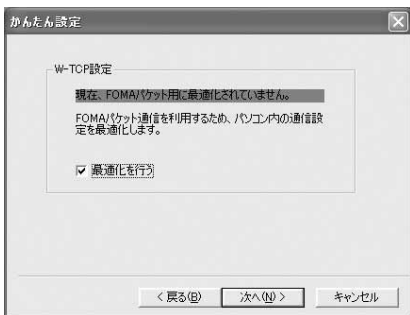 かんたん設定
W-TCP設定
現在、FOMAパケット用に最適化されていません。
FOMAパケット通信を利用するため、パソコン内の通信設
定を最適化します。
最適化を行う
< 戻る(B)
次へ(N) >
キャンセル